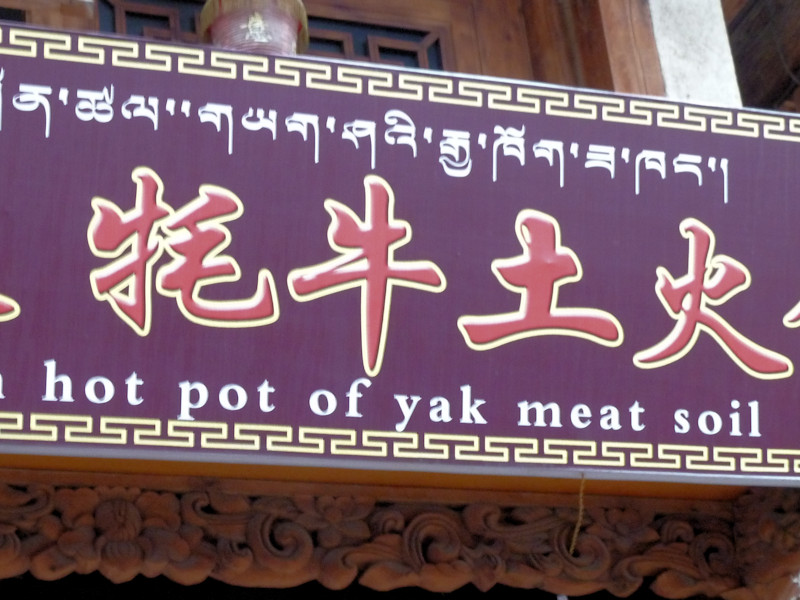 ཚལ་་གཡག་ཤའི་རྒྱ་ཁོག་ཟ་ཁང་།
牦牛土火
hot pot of yak meat soil